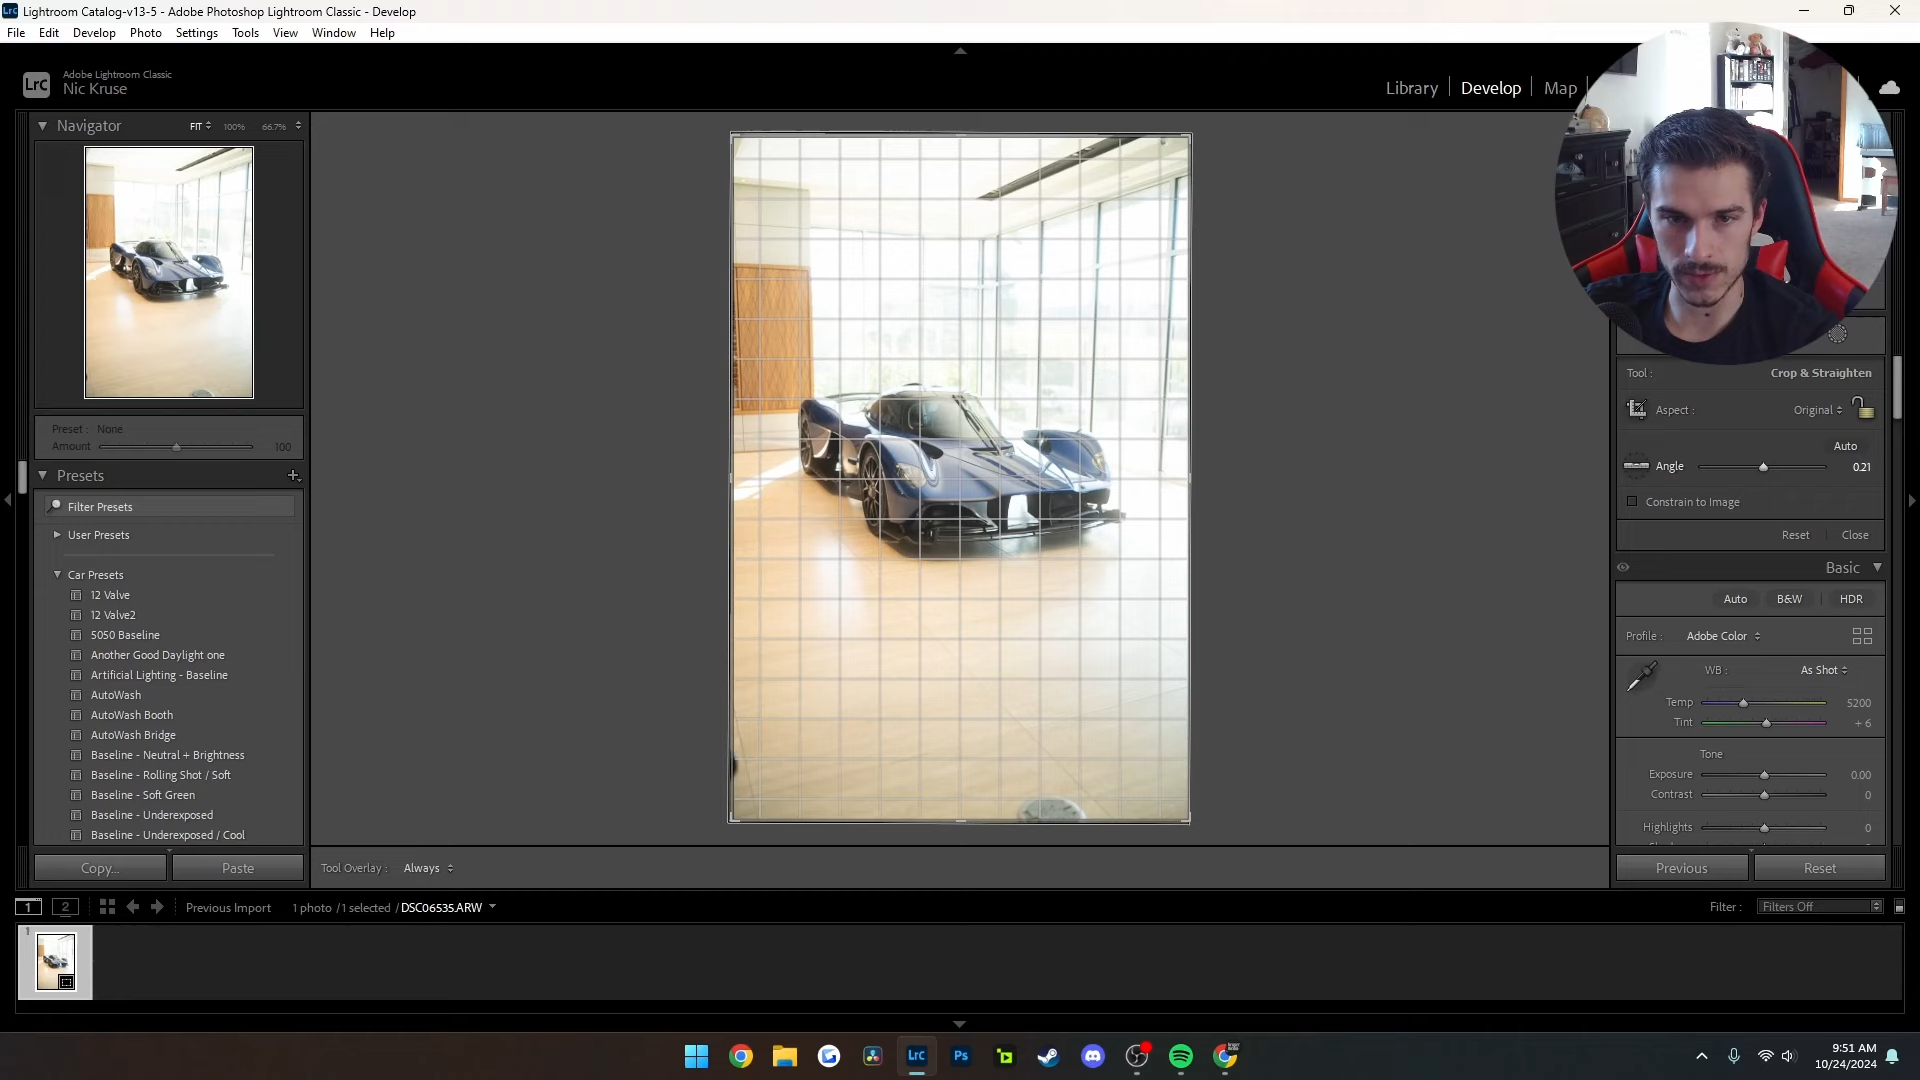 Lrc Lightroom Catalog-v13-5 - Adobe Photoshop Lightroom Classic - Develop
File Edit Develop Photo Settings Tools View Window Help
LrC Adobe Lightroom Classic
Nic Kruse
Library Develop Map
Navigator FIT 100% 66.7%
Preset : None
Amount 100
Presets
Filter Presets
User Presets
Car Presets
12 Valve
12 Valve2
5050 Baseline
Another Good Daylight one
Artificial Lighting - Baseline
AutoWash
AutoWash Booth
AutoWash Bridge
Baseline - Neutral + Brightness
Baseline - Rolling Shot / Soft
Baseline - Soft Green
Baseline - Underexposed
Baseline - Underexposed / Cool
Copy... Paste
Tool Overlay : Always
Tool : Crop & Straighten
Aspect : Original
Auto
Angle 0.21
Constrain to Image
Reset Close
Basic
Auto B&W HDR
Profile : Adobe Color
WB : As Shot
Temp 5200
Tint + 6
Tone
Exposure 0.00
Contrast 0
Highlights 0
Previous Reset
1 2 Previous Import 1 photo / 1 selected / DSC06535.ARW
Filter : Filters Off
1
LrC Ps
9:51 AM
10/24/2024